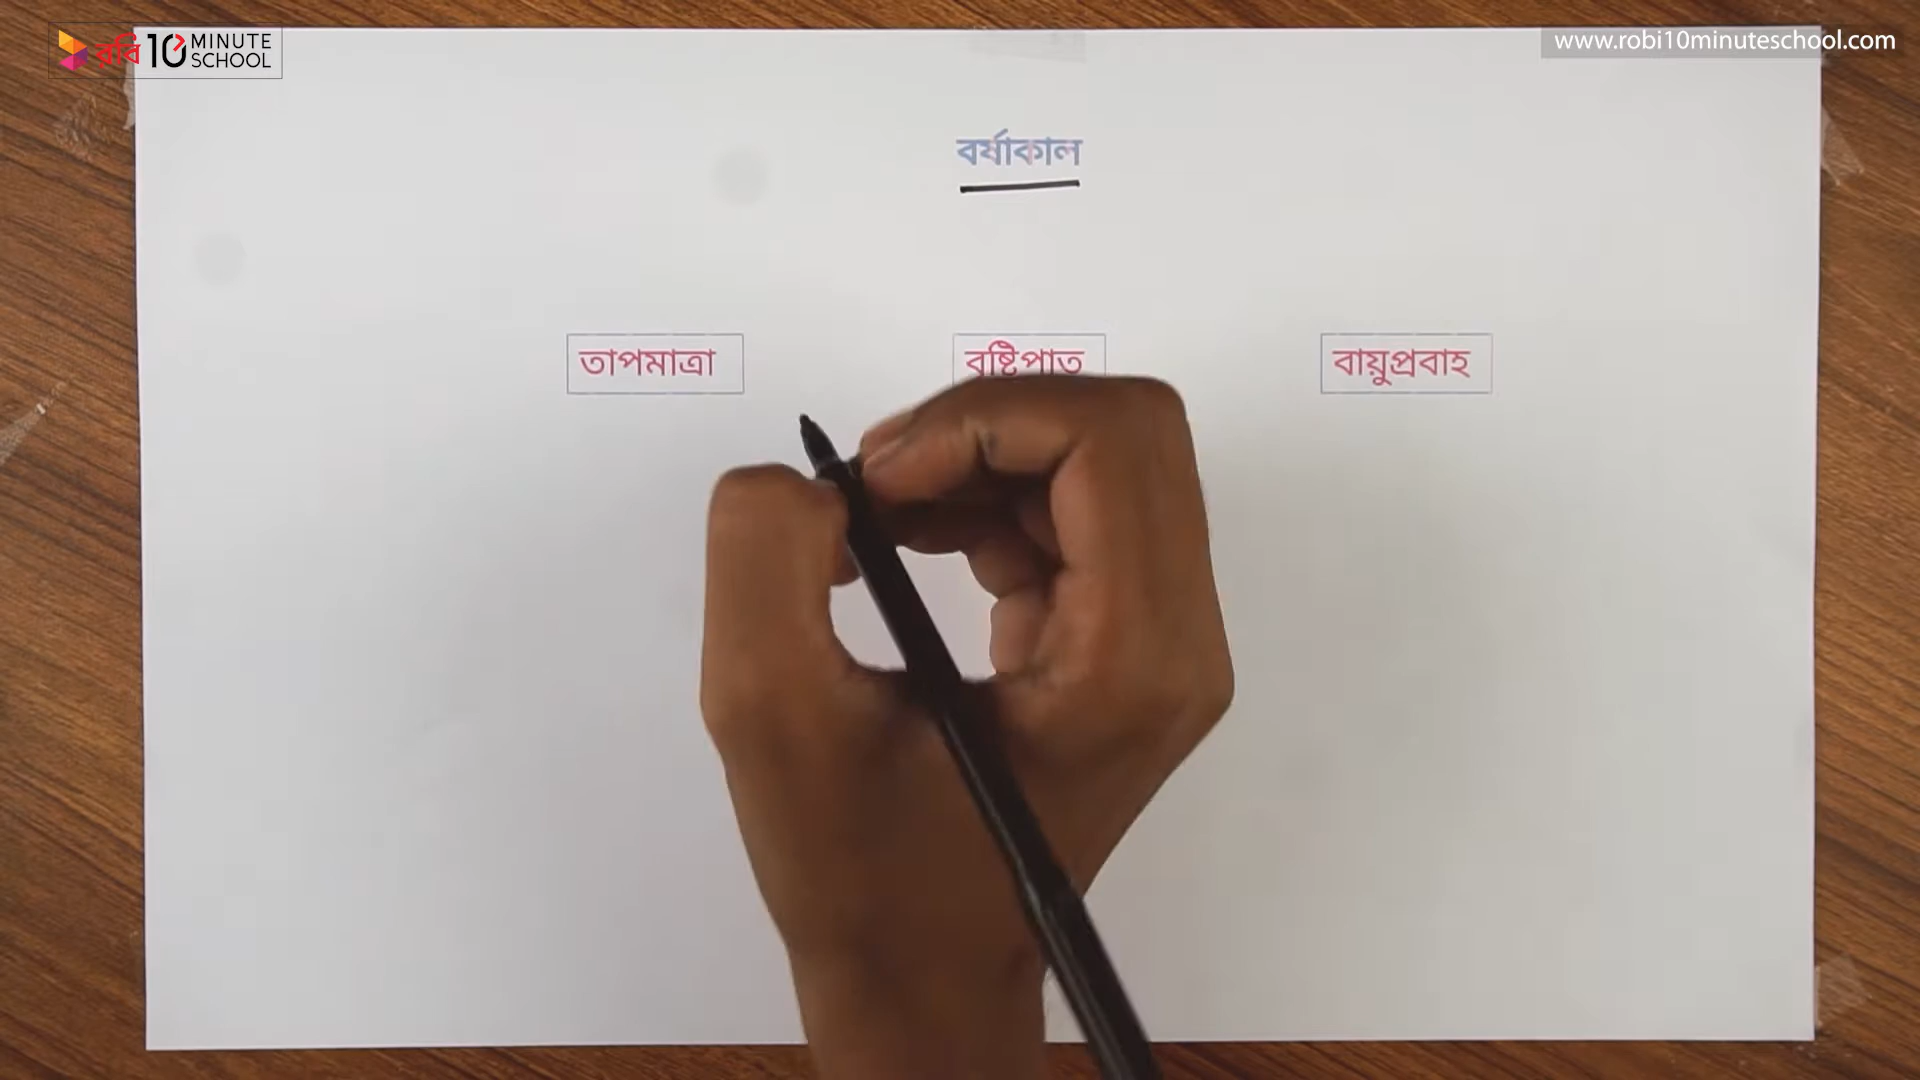 রবি 10 MINUTE SCHOOL
www.robi10minuteschool.com
বর্ষাকাল
তাপমাত্রা
বৃষ্টিপাত
বায়ুপ্রবাহ